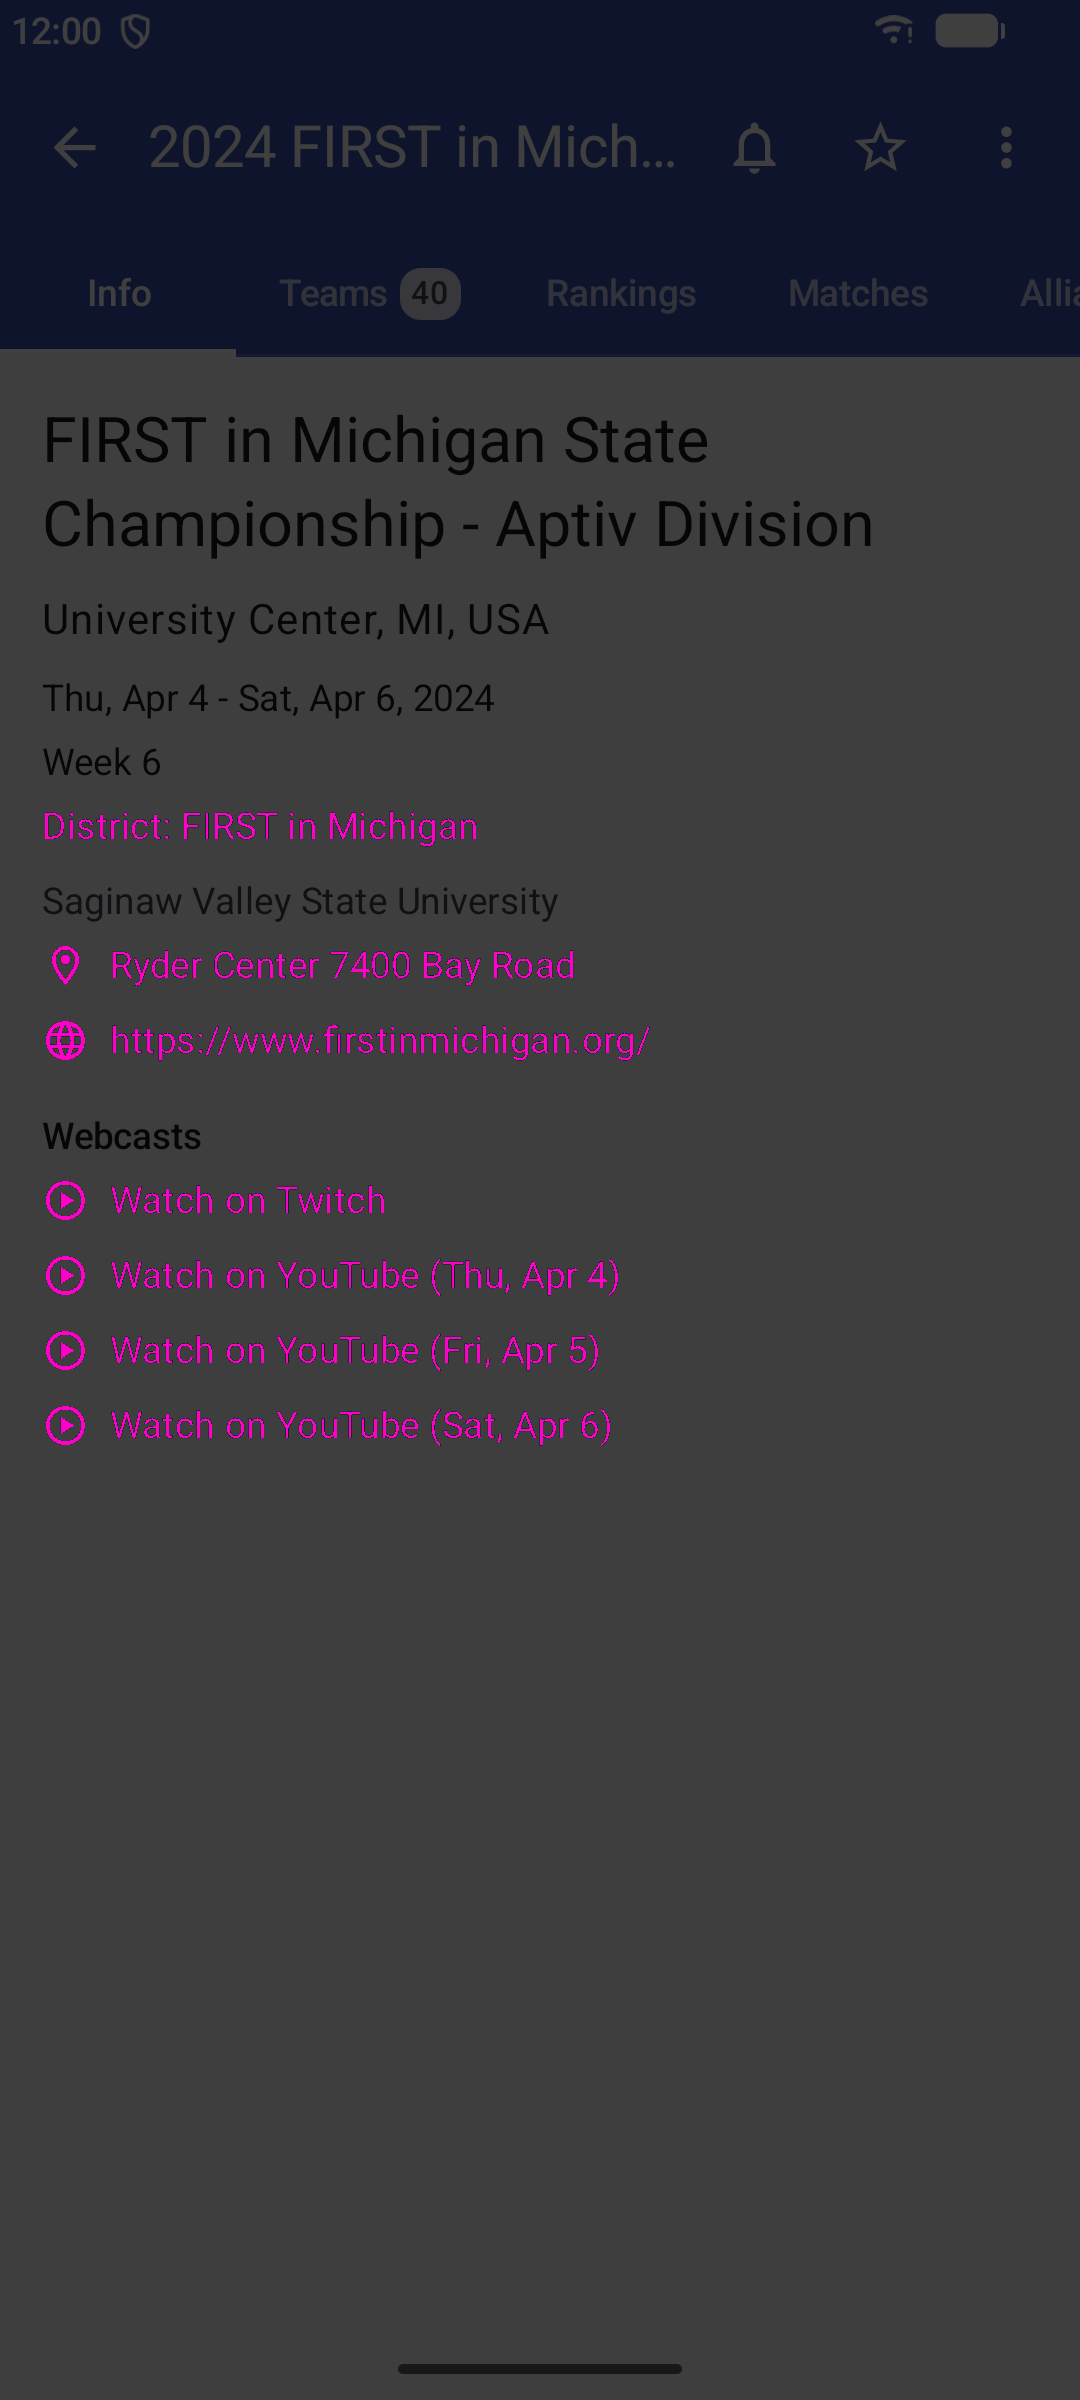 12:00
2024 FIRST in Mich...
Info
Teams 40
Rankings
Matches
Allia
FIRST in Michigan State
Championship - Aptiv Division
University Center, MI, USA
Thu, Apr 4 - Sat, Apr 6, 2024
Week 6
District: FIRST in Michigan
Saginaw Valley State University
Ryder Center 7400 Bay Road
https://www.firstinmichigan.org/
Webcasts
Watch on Twitch
Watch on YouTube (Thu, Apr 4)
Watch on YouTube (Fri, Apr 5)
Watch on YouTube (Sat, Apr 6)